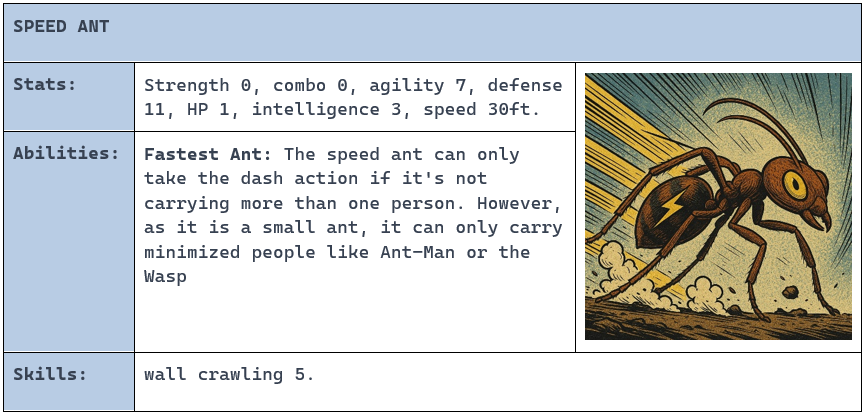 SPEED ANT
Stats:
Strength 0, combo 0, agility 7, defense
11, HP 1, intelligence 3, speed 30ft.
Abilities:
Fastest Ant: The speed ant can only
take the dash action if it's not
carrying more than one person. However,
as it is a small ant, it can only carry
minimized people like Ant-Man or the
Wasp
Skills:
wall crawling 5.